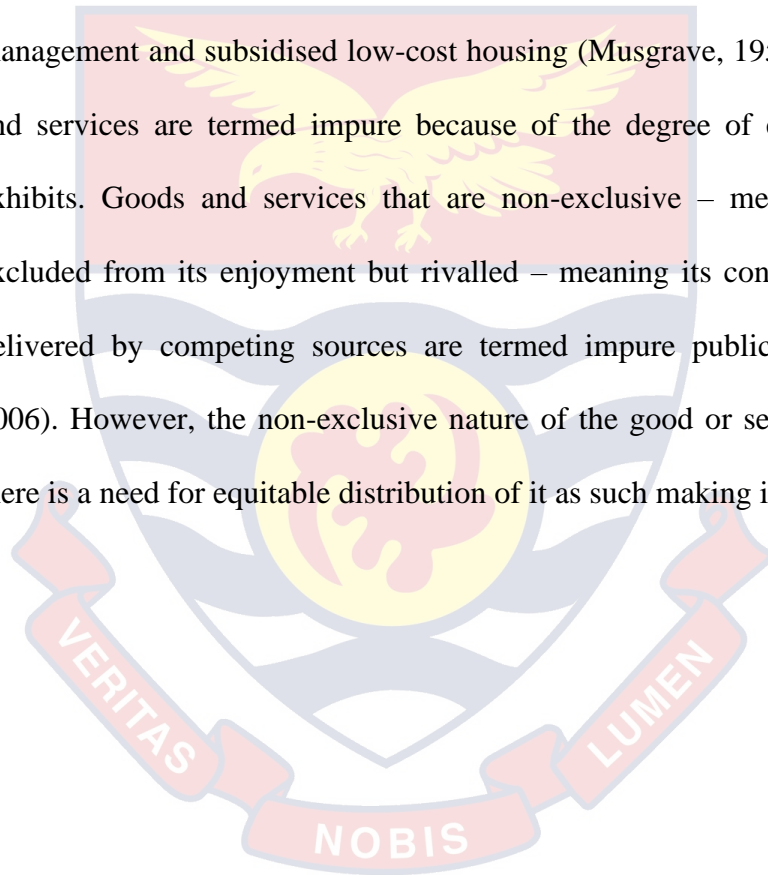 anagement and subsidised low-cost housing (Musgrave, 19
nd services are termed impure because of the degree of
xhibits. Goods and services that are non-exclusive – me
xcluded from its enjoyment but rivalled – meaning its con
elivered by competing sources are termed impure public
006). However, the non-exclusive nature of the good or se
ere is a need for equitable distribution of it as such making i
VERITAS
NOBIS
LUMEN